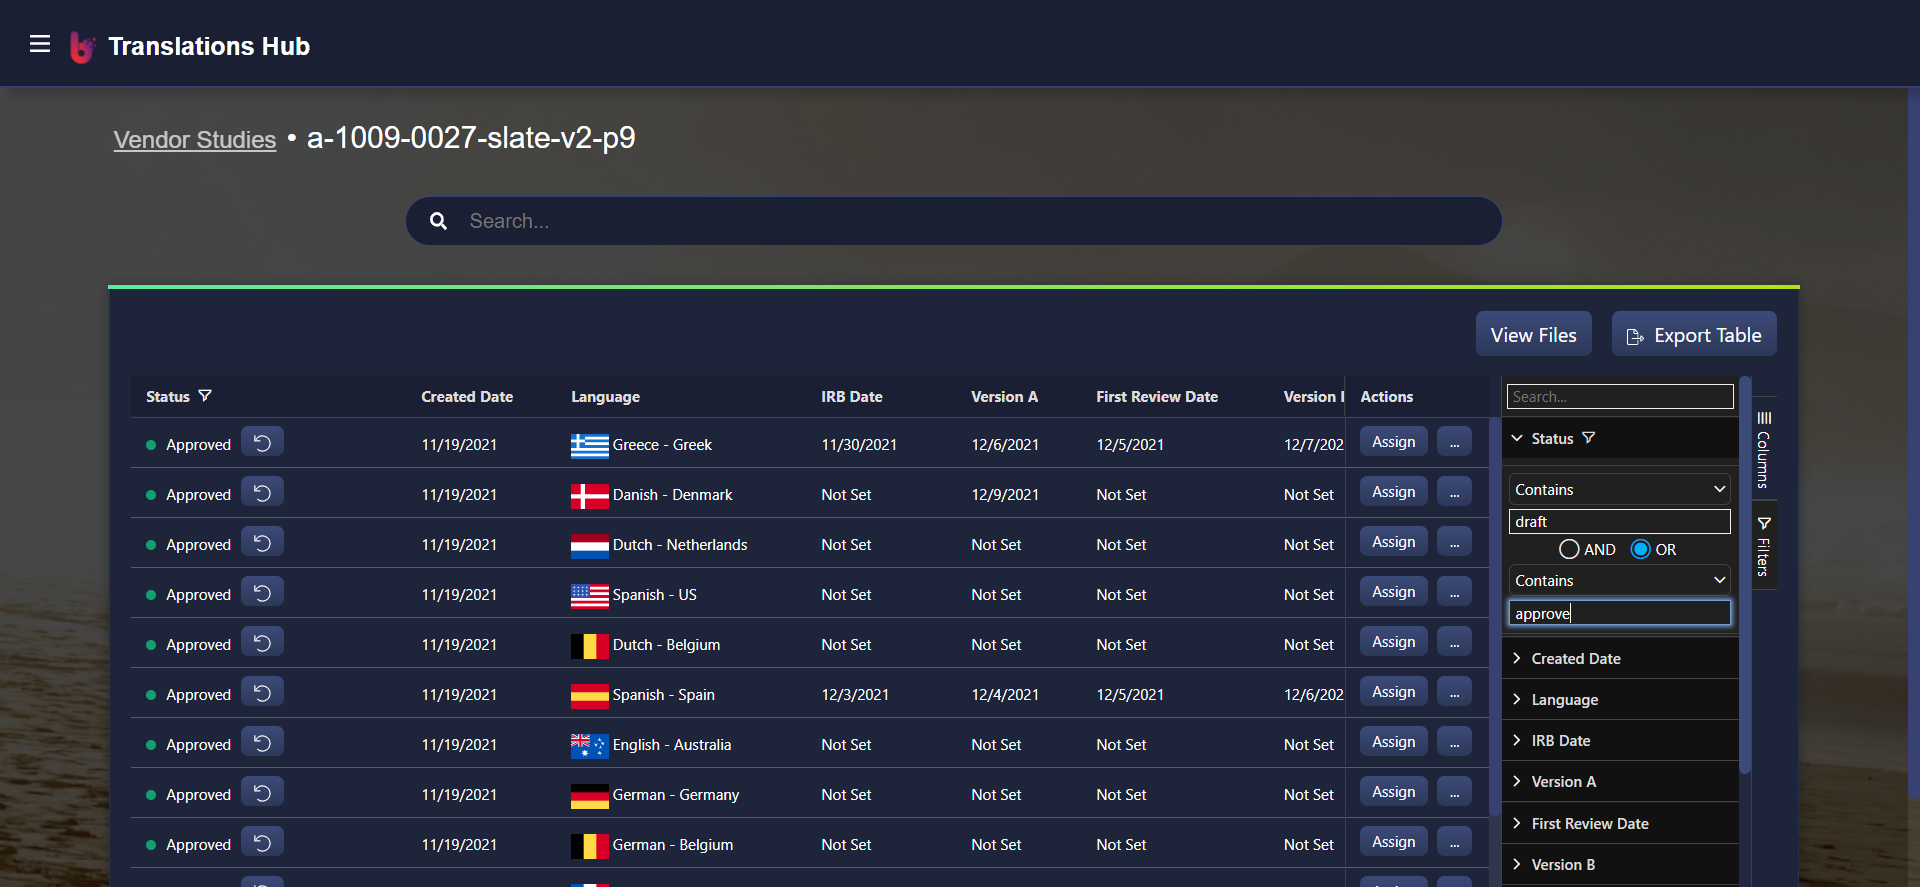 Translations Hub
Vendor Studies • a-1009-0027-slate-v2-p9
Search...
View Files
Export Table
Status Created Date Language IRB Date Version A First Review Date Version Actions
Approved 11/19/2021 Greece - Greek 11/30/2021 12/6/2021 12/5/2021 12/7/202 Assign ...
Approved 11/19/2021 Danish - Denmark Not Set 12/9/2021 Not Set Not Set Assign ...
Approved 11/19/2021 Dutch - Netherlands Not Set Not Set Not Set Not Set Assign ...
Approved 11/19/2021 Spanish - US Not Set Not Set Not Set Not Set Assign ...
Approved 11/19/2021 Dutch - Belgium Not Set Not Set Not Set Not Set Assign ...
Approved 11/19/2021 Spanish - Spain 12/3/2021 12/4/2021 12/5/2021 12/6/202 Assign ...
Approved 11/19/2021 English - Australia Not Set Not Set Not Set Not Set Assign ...
Approved 11/19/2021 German - Germany Not Set Not Set Not Set Not Set Assign ...
Approved 11/19/2021 German - Belgium Not Set Not Set Not Set Not Set Assign ...
Search...
Status
Contains
draft
AND OR
Contains
approve
Created Date
Language
IRB Date
Version A
First Review Date
Version B
Columns
Filters